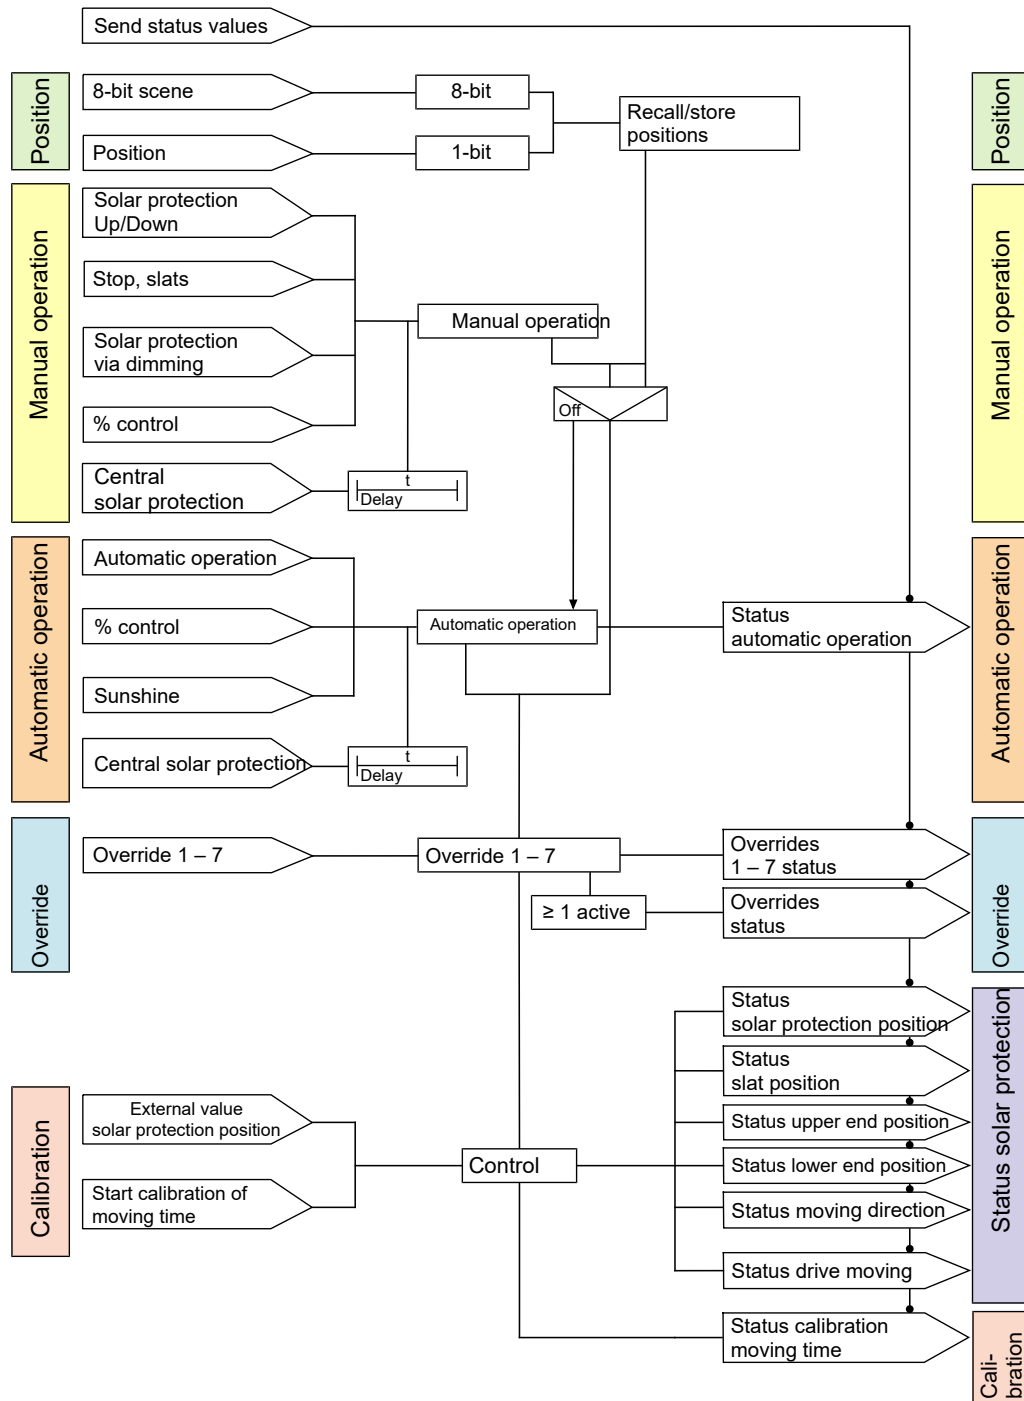 Send status values
Position
8-bit scene
8-bit
Recall/store
positions
Position
1-bit
Position
Manual operation
Solar protection
Up/Down
Stop, slats
Manual operation
Solar protection
via dimming
% control
Off
Central
solar protection
t
Delay
Manual operation
Automatic operation
Automatic operation
% control
Automatic operation
Status
automatic operation
Sunshine
Central solar protection
t
Delay
Automatic operation
Override
Override 1 – 7
Override 1 – 7
Overrides
1 – 7 status
≥ 1 active
Overrides
status
Override
Status
solar protection position
Status
slat position
Calibration
External value
solar protection position
Status upper end position
Control
Status lower end position
Start calibration of
moving time
Status moving direction
Status drive moving
Status solar protection
Status calibration
moving time
Cali-
bration